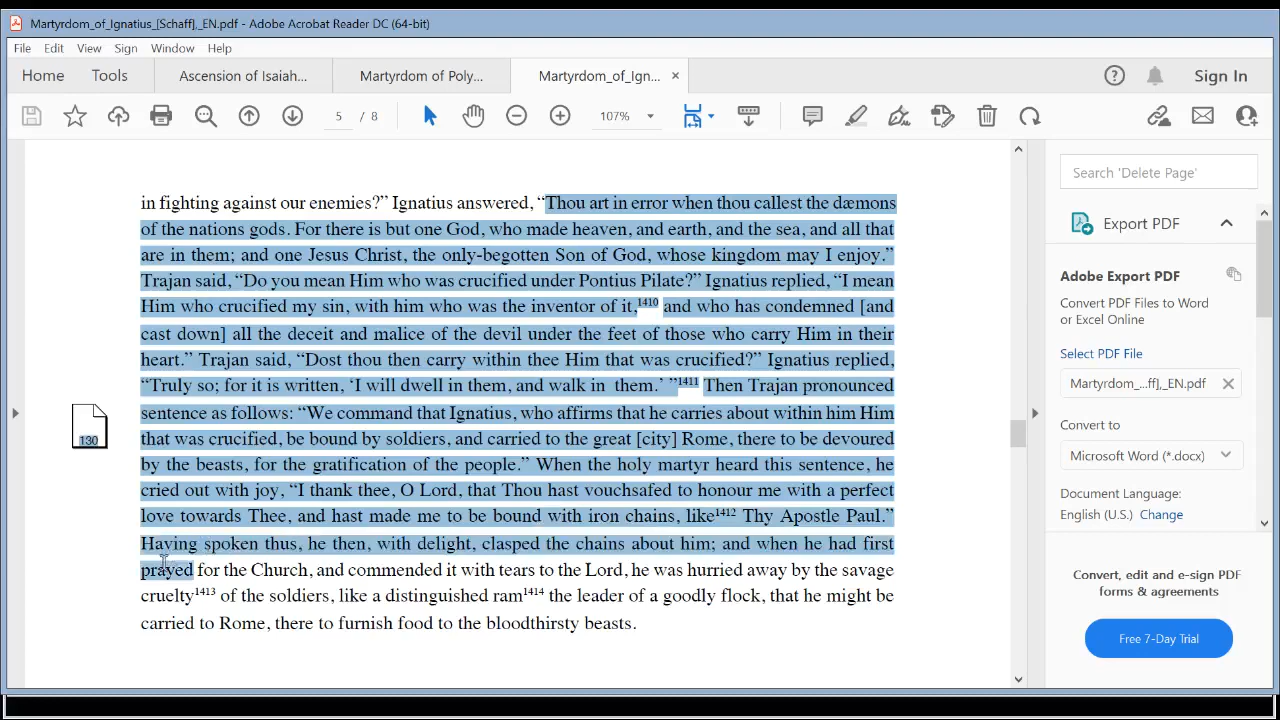 Martyrdom_of_Ignatius_[Schaff]_EN.pdf - Adobe Acrobat Reader DC (64-bit)
File Edit View Sign Window Help
Home Tools Ascension of Isaiah... Martyrdom of Poly... Martyrdom_of_Ign... × Sign In
5 / 8 107%
in fighting against our enemies?” Ignatius answered, “Thou art in error when thou callest the dæmons
of the nations gods. For there is but one God, who made heaven, and earth, and the sea, and all that
are in them; and one Jesus Christ, the only-begotten Son of God, whose kingdom may I enjoy.”
Trajan said, “Do you mean Him who was crucified under Pontius Pilate?” Ignatius replied, “I mean
Him who crucified my sin, with him who was the inventor of it,1410 and who has condemned [and
cast down] all the deceit and malice of the devil under the feet of those who carry Him in their
heart.” Trajan said, “Dost thou then carry within thee Him that was crucified?” Ignatius replied,
“Truly so; for it is written, ‘I will dwell in them, and walk in them.’ ”1411 Then Trajan pronounced
sentence as follows: “We command that Ignatius, who affirms that he carries about within him Him
130
that was crucified, be bound by soldiers, and carried to the great [city] Rome, there to be devoured
by the beasts, for the gratification of the people.” When the holy martyr heard this sentence, he
cried out with joy, “I thank thee, O Lord, that Thou hast vouchsafed to honour me with a perfect
love towards Thee, and hast made me to be bound with iron chains, like1412 Thy Apostle Paul.”
Having spoken thus, he then, with delight, clasped the chains about him; and when he had first
prayed for the Church, and commended it with tears to the Lord, he was hurried away by the savage
cruelty1413 of the soldiers, like a distinguished ram1414 the leader of a goodly flock, that he might be
carried to Rome, there to furnish food to the bloodthirsty beasts.
Search 'Delete Page'
Export PDF
Adobe Export PDF
Convert PDF Files to Word
or Excel Online
Select PDF File
Martyrdom_...ff]_EN.pdf
Convert to
Microsoft Word (*.docx)
Document Language:
English (U.S.) Change
Convert, edit and e-sign PDF
forms & agreements
Free 7-Day Trial